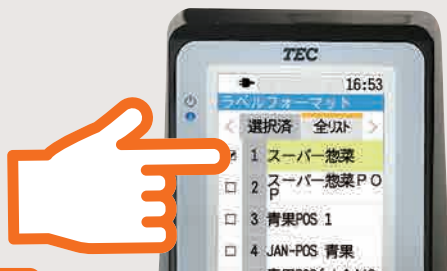 TEC
16:53
ラベルフォーマット
< 選択済 全リスト >
1 スーパー惣菜
2 スーパー惣菜PO
P
3 青果POS 1
4 JAN-POS 青果